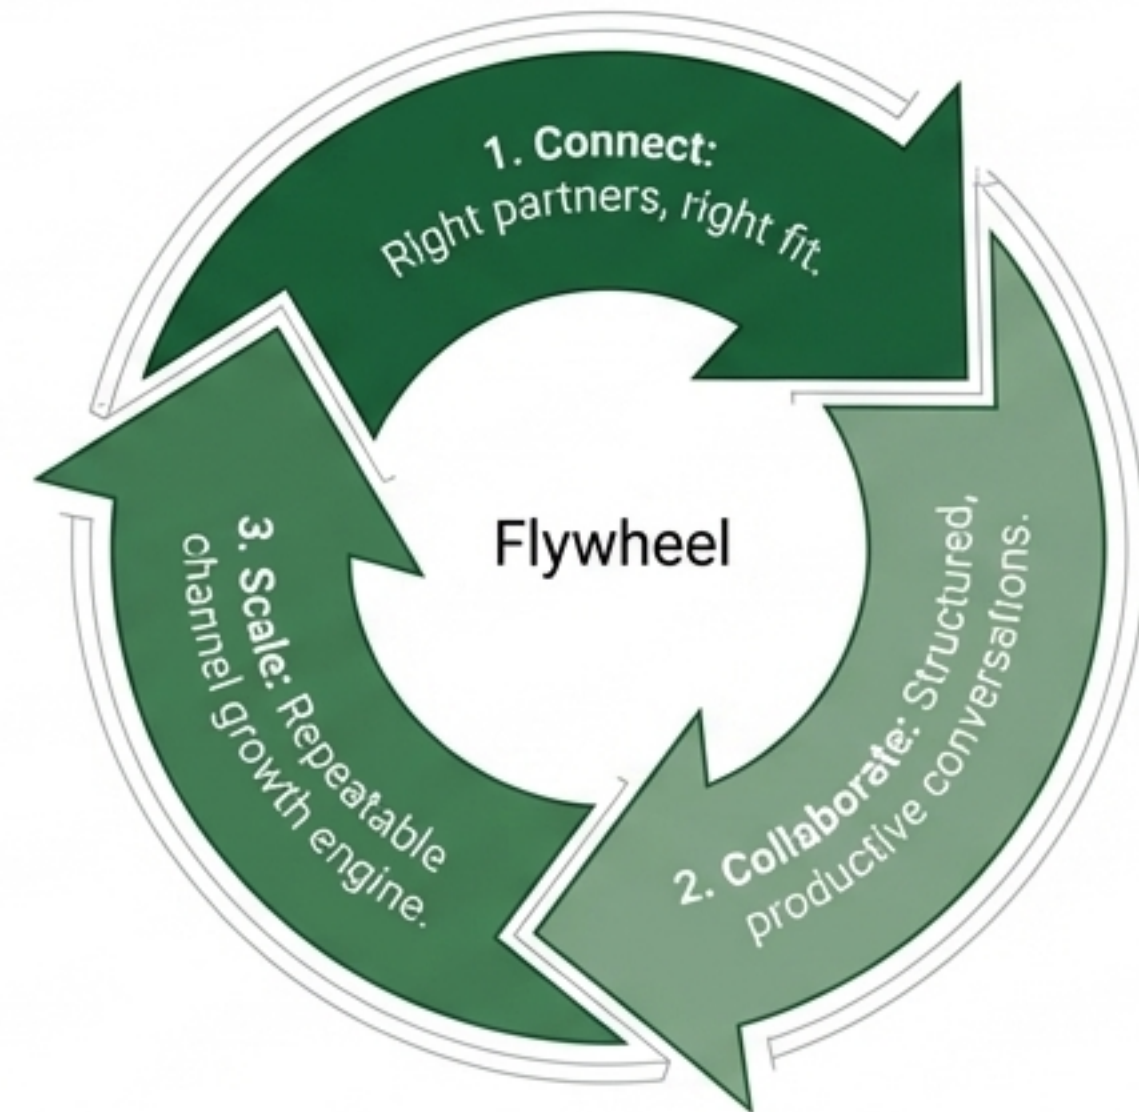 1. Connect:
Right partners, right fit.
Flywheel
2. Collaborate: Structured,
productive conversations.
3. Scale: Repeatable
channel growth engine.